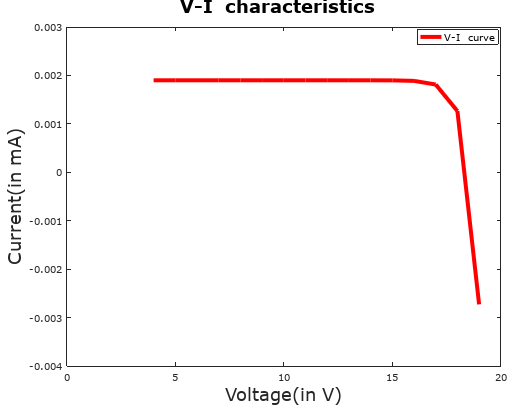 V-I characteristics
V-I curve
Current(in mA)
0.003
0.002
0.001
0
-0.001
-0.002
-0.003
-0.004
0 5 10 15 20
Voltage(in V)